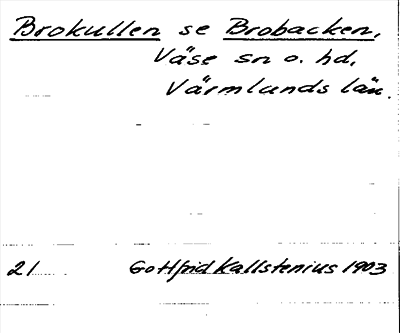 Brokullen se Brobacken,
Väse sn o. hd,
Värmlands län.
21 Gottfrid Kallstenius 1903